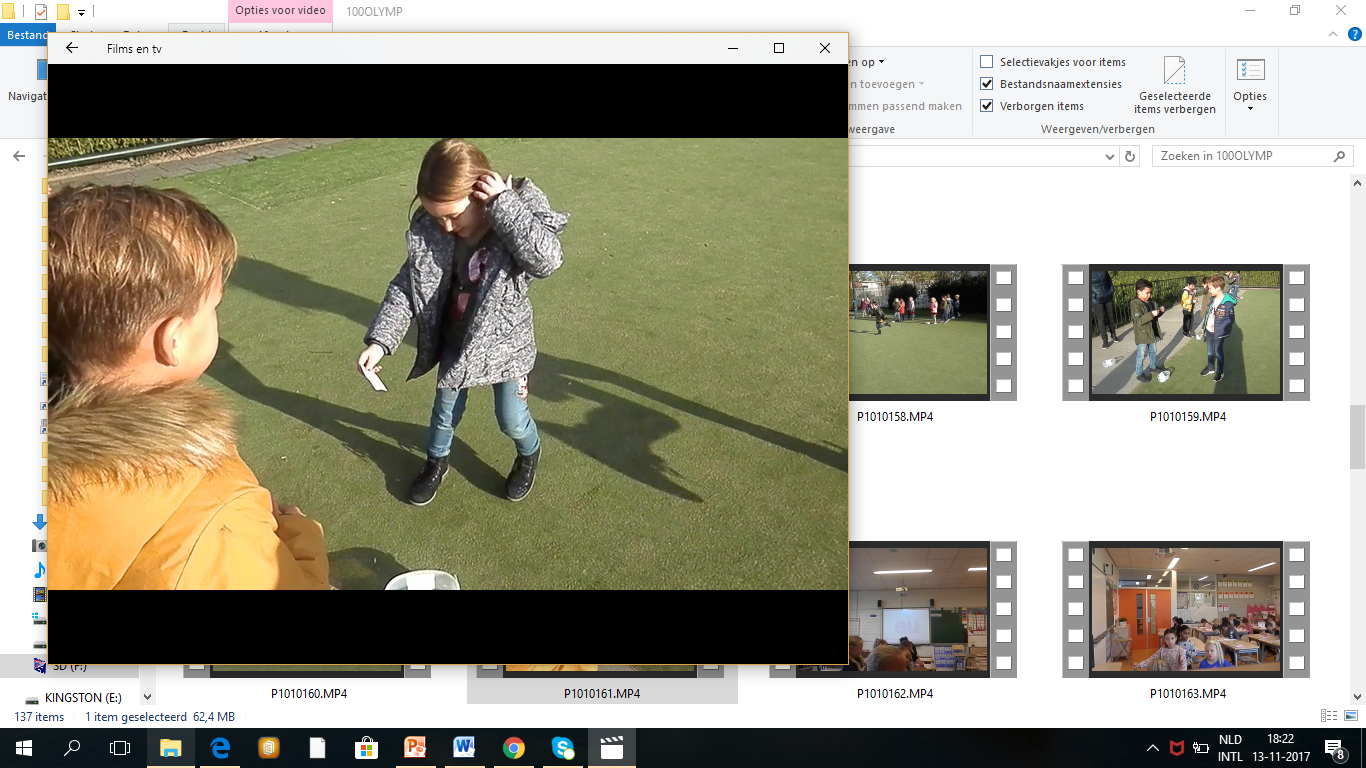 Opties voor video
100OLYMP
Bestand
Films en tv
Selectievakjes voor items
Bestandsnaamextensies
Verborgen items
Geselecteerde
items verbergen
Opties
Weergeven/verbergen
en op
n toevoegen
mmen passend maken
weergave
Navigat
Zoeken in 100OLYMP
P1010158.MP4
P1010159.MP4
SD (F:)
KINGSTON (E:)
P1010160.MP4
P1010161.MP4
P1010162.MP4
P1010163.MP4
137 items
1 item geselecteerd 62,4 MB
NLD
INTL
18:22
13-11-2017
8